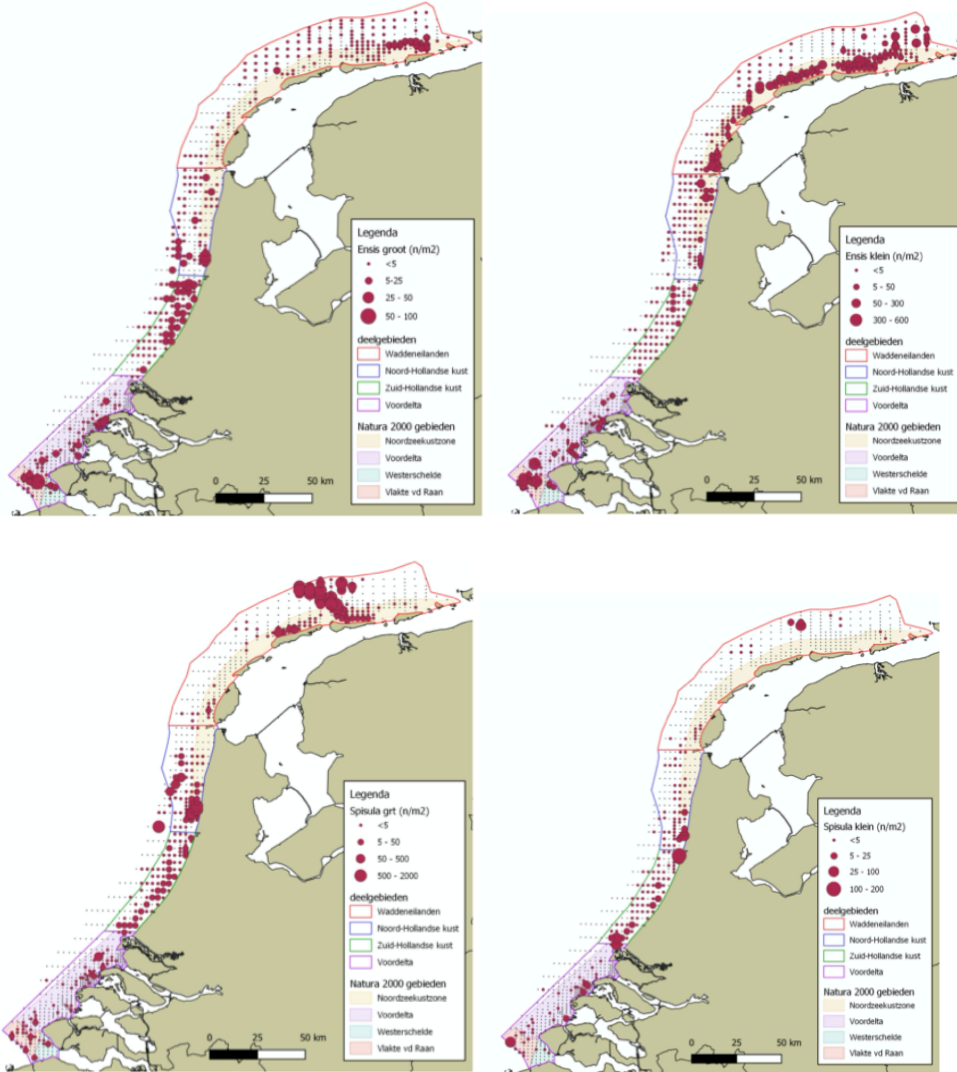 Legenda
Ensis groot (n/m2)
<5
5-25
25 - 50
50 - 100
deelgebieden
Waddeneilanden
Noord-Hollandse kust
Zuid-Hollandse kust
Voordelta
Natura 2000 gebieden
Noordzeekustzone
Voordelta
Westerschelde
Vlakte vd Raan
0 25 50 km
Legenda
Ensis klein (n/m2)
<5
5 - 50
50 - 300
300 - 600
deelgebieden
Waddeneilanden
Noord-Hollandse kust
Zuid-Hollandse kust
Voordelta
Natura 2000 gebieden
Noordzeekustzone
Voordelta
Westerschelde
Vlakte vd Raan
0 25 50 km
Legenda
Spisula grt (n/m2)
<5
5 - 50
50 - 500
500 - 2000
deelgebieden
Waddeneilanden
Noord-Hollandse kust
Zuid-Hollandse kust
Voordelta
Natura 2000 gebieden
Noordzeekustzone
Voordelta
Westerschelde
Vlakte vd Raan
0 25 50 km
Legenda
Spisula klein (n/m2)
<5
5 - 25
25 - 100
100 - 200
deelgebieden
Waddeneilanden
Noord-Hollandse kust
Zuid-Hollandse kust
Voordelta
Natura 2000 gebieden
Noordzeekustzone
Voordelta
Westerschelde
Vlakte vd Raan
0 25 50 km